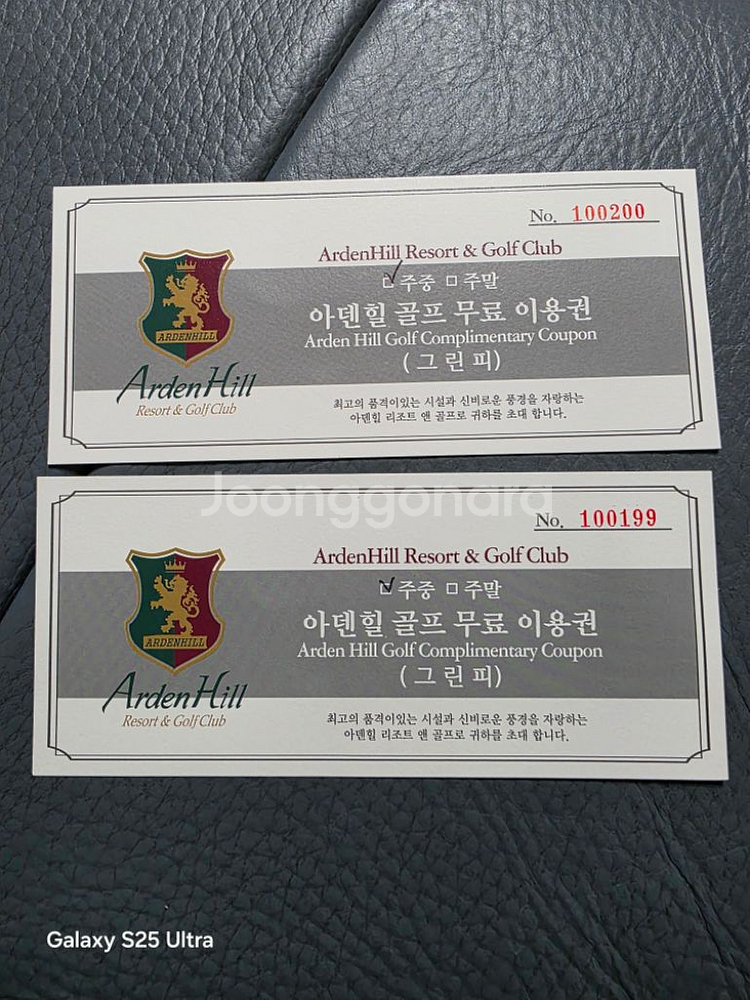 No. 100200
ArdenHill Resort & Golf Club
☑ 주중 □ 주말
아덴힐 골프 무료 이용권
Arden Hill Golf Complimentary Coupon
(그린피)
ARDENHILL
Arden Hill
Resort & Golf Club
최고의 품격이있는 시설과 신비로운 풍경을 자랑하는
아덴힐 리조트 앤 골프로 귀하를 초대 합니다.
Joonggonara
No. 100199
ArdenHill Resort & Golf Club
☑ 주중 □ 주말
아덴힐 골프 무료 이용권
Arden Hill Golf Complimentary Coupon
(그린피)
ARDENHILL
Arden Hill
Resort & Golf Club
최고의 품격이있는 시설과 신비로운 풍경을 자랑하는
아덴힐 리조트 앤 골프로 귀하를 초대 합니다.
Galaxy S25 Ultra